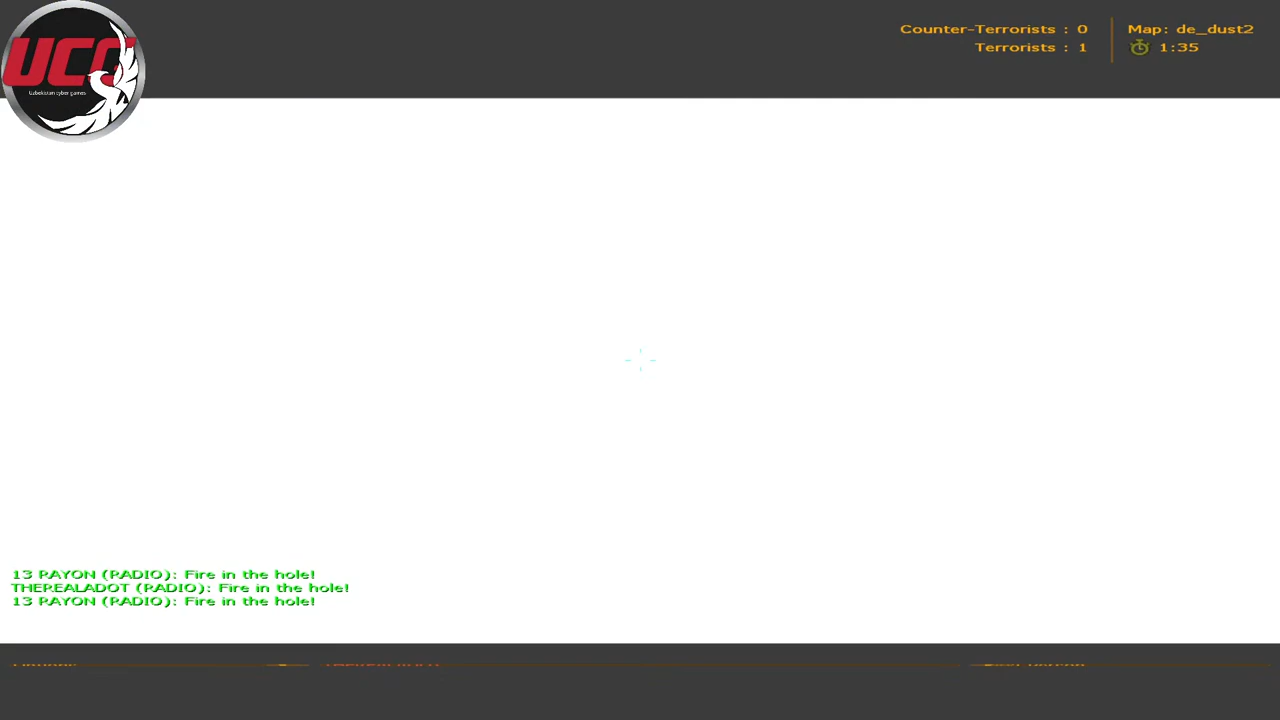 UCG
Uzbekistan cyber games
Counter-Terrorists : 0
Terrorists : 1
Map: de_dust2
1:35
13 RAYON (RADIO): Fire in the hole!
THEREALADOT (RADIO): Fire in the hole!
13 RAYON (RADIO): Fire in the hole!